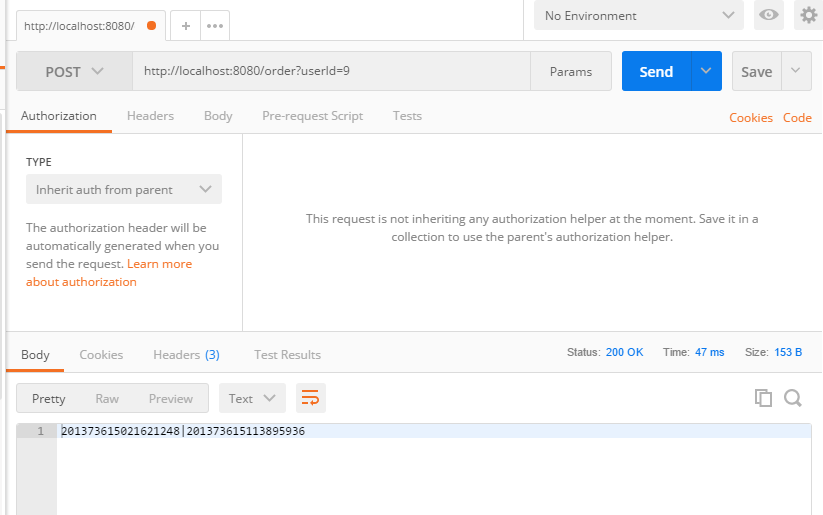 http://localhost:8080/
No Environment
POST
http://localhost:8080/order?userId=9
Params
Send
Save
Authorization
Headers
Body
Pre-request Script
Tests
Cookies
Code
TYPE
Inherit auth from parent
The authorization header will be
automatically generated when you
send the request. Learn more
about authorization
This request is not inheriting any authorization helper at the moment. Save it in a
collection to use the parent's authorization helper.
Body
Cookies
Headers (3)
Test Results
Status: 200 OK
Time: 47 ms
Size: 153 B
Pretty
Raw
Preview
Text
1
201373615021621248|201373615113895936